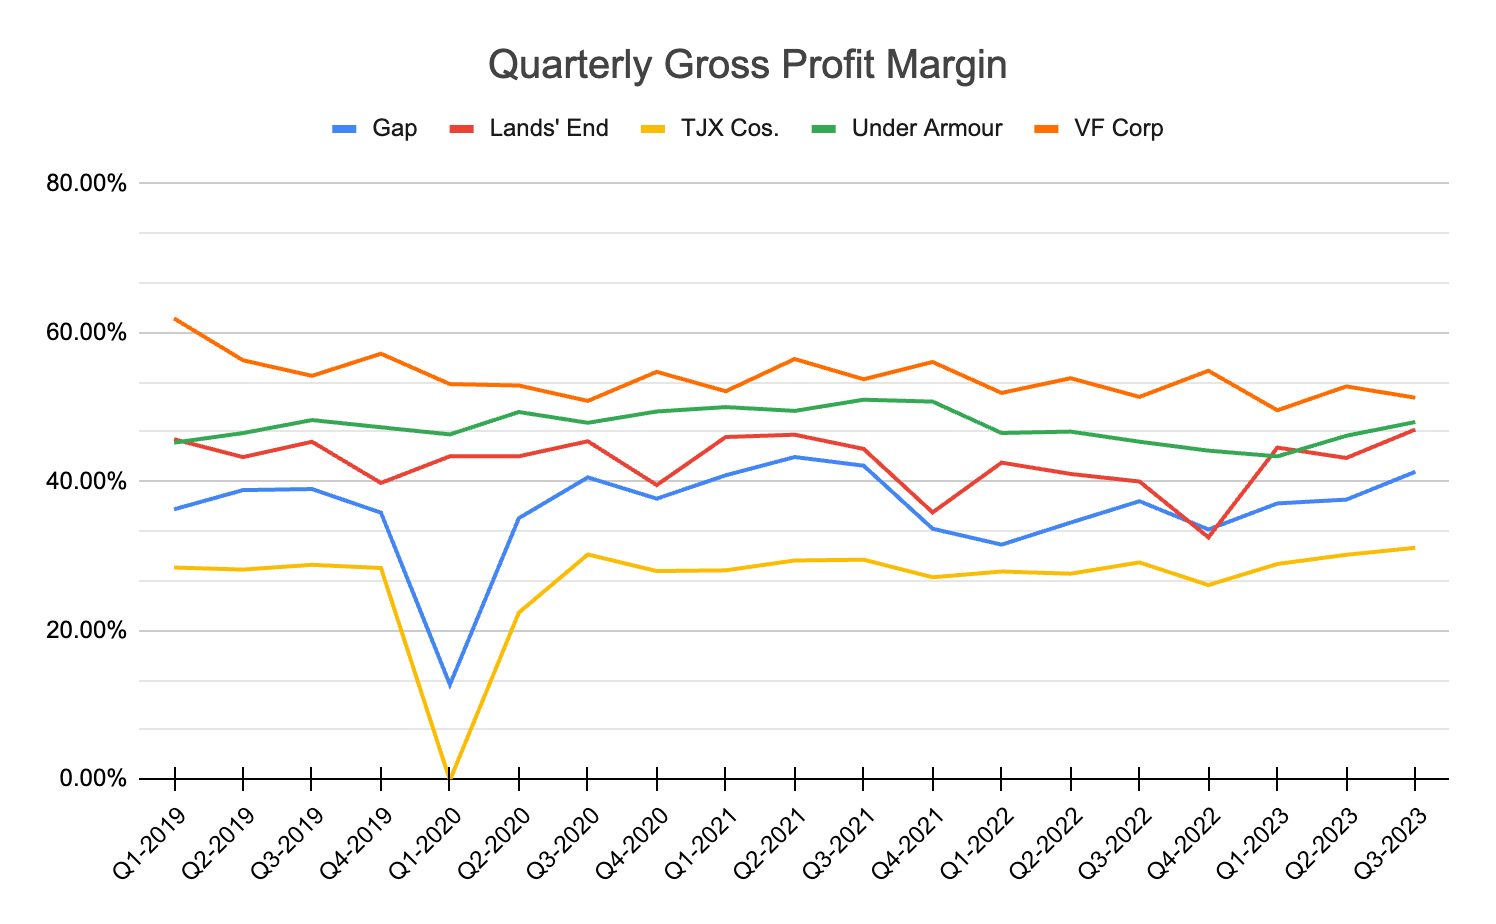 Quarterly Gross Profit Margin
Gap Lands' End TJX Cos. Under Armour VF Corp
80.00%
60.00%
40.00%
20.00%
0.00%
Q1-2019 Q2-2019 Q3-2019 Q4-2019 Q1-2020 Q2-2020 Q3-2020 Q4-2020 Q1-2021 Q2-2021 Q3-2021 Q4-2021 Q1-2022 Q2-2022 Q3-2022 Q4-2022 Q1-2023 Q2-2023 Q3-2023